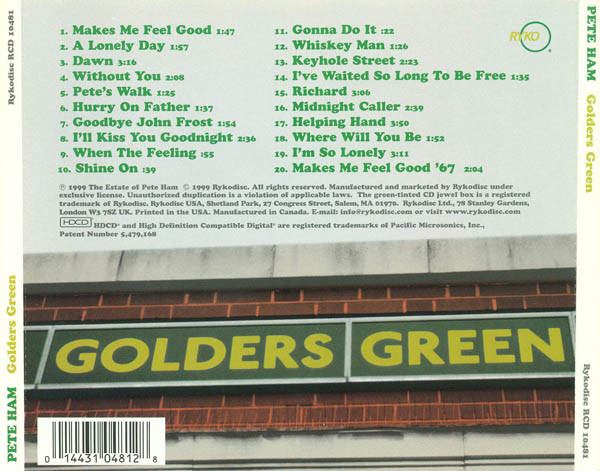 Rykodisc RCD 10481
1. Makes Me Feel Good 1:47
2. A Lonely Day 1:57
3. Dawn 3:16
4. Without You 2:08
5. Pete's Walk 1:25
6. Hurry On Father 1:37
7. Goodbye John Frost 1:54
8. I'll Kiss You Goodnight 2:36
9. When The Feeling :55
10. Shine On :39
11. Gonna Do It :22
12. Whiskey Man 1:26
13. Keyhole Street 2:23
14. I've Waited So Long To Be Free 1:35
15. Richard 3:06
16. Midnight Caller 2:39
17. Helping Hand 3:50
18. Where Will You Be 1:52
19. I'm So Lonely 3:11
20. Makes Me Feel Good '67 2:04
RYKO
PETE HAM Golders Green
℗ 1999 The Estate of Pete Ham © 1999 Rykodisc. All rights reserved. Manufactured and marketed by Rykodisc under
exclusive license. Unauthorized duplication is a violation of applicable laws. The green-tinted CD jewel box is a registered
trademark of Rykodisc. Rykodisc USA, Shetland Park, 27 Congress Street, Salem, MA 01970. Rykodisc Ltd., 78 Stanley Gardens,
London W3 7SZ UK. Printed in the USA. Manufactured in Canada. E-mail: info@rykodisc.com or visit www.rykodisc.com
HDCD HDCD® and High Definition Compatible Digital® are registered trademarks of Pacific Microsonics, Inc.,
Patent Number 5,479,168
GOLDERS GREEN
PETE HAM Golders Green
Rykodisc RCD 10481
0 14431 04812 8